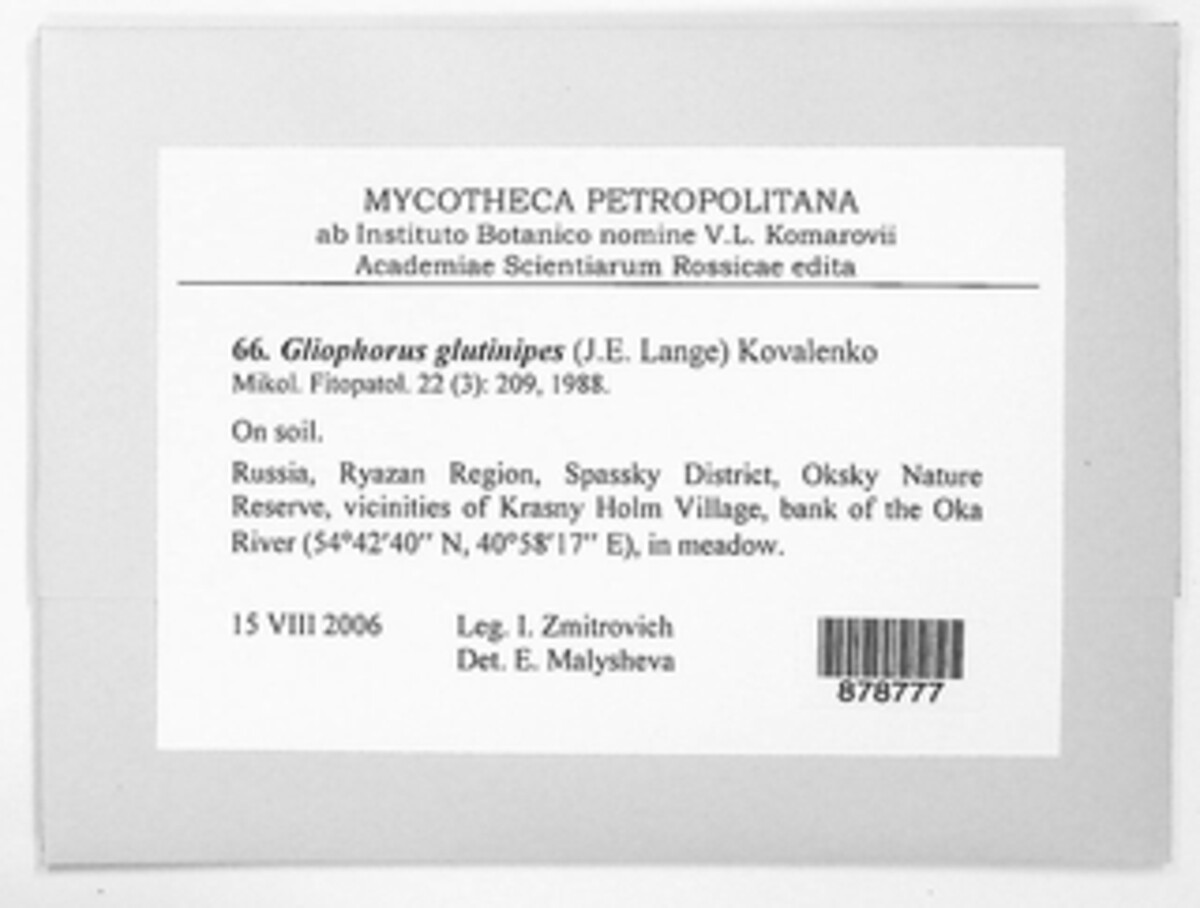 MYCOTHECA PETROPOLITANA
ab Instituto Botanico nomine V.L. Komarovii
Academiae Scientiarum Rossicae edita
66. Gliophorus glutinipes (J.E. Lange) Kovalenko
Mikol. Fitopatol. 22 (3): 209, 1988.
On soil.
Russia, Ryazan Region, Spassky District, Oksky Nature
Reserve, vicinities of Krasny Holm Village, bank of the Oka
River (54°42'40'' N, 40°58'17'' E), in meadow.
15 VIII 2006 Leg. I. Zmitrovich
Det. E. Malysheva
878777